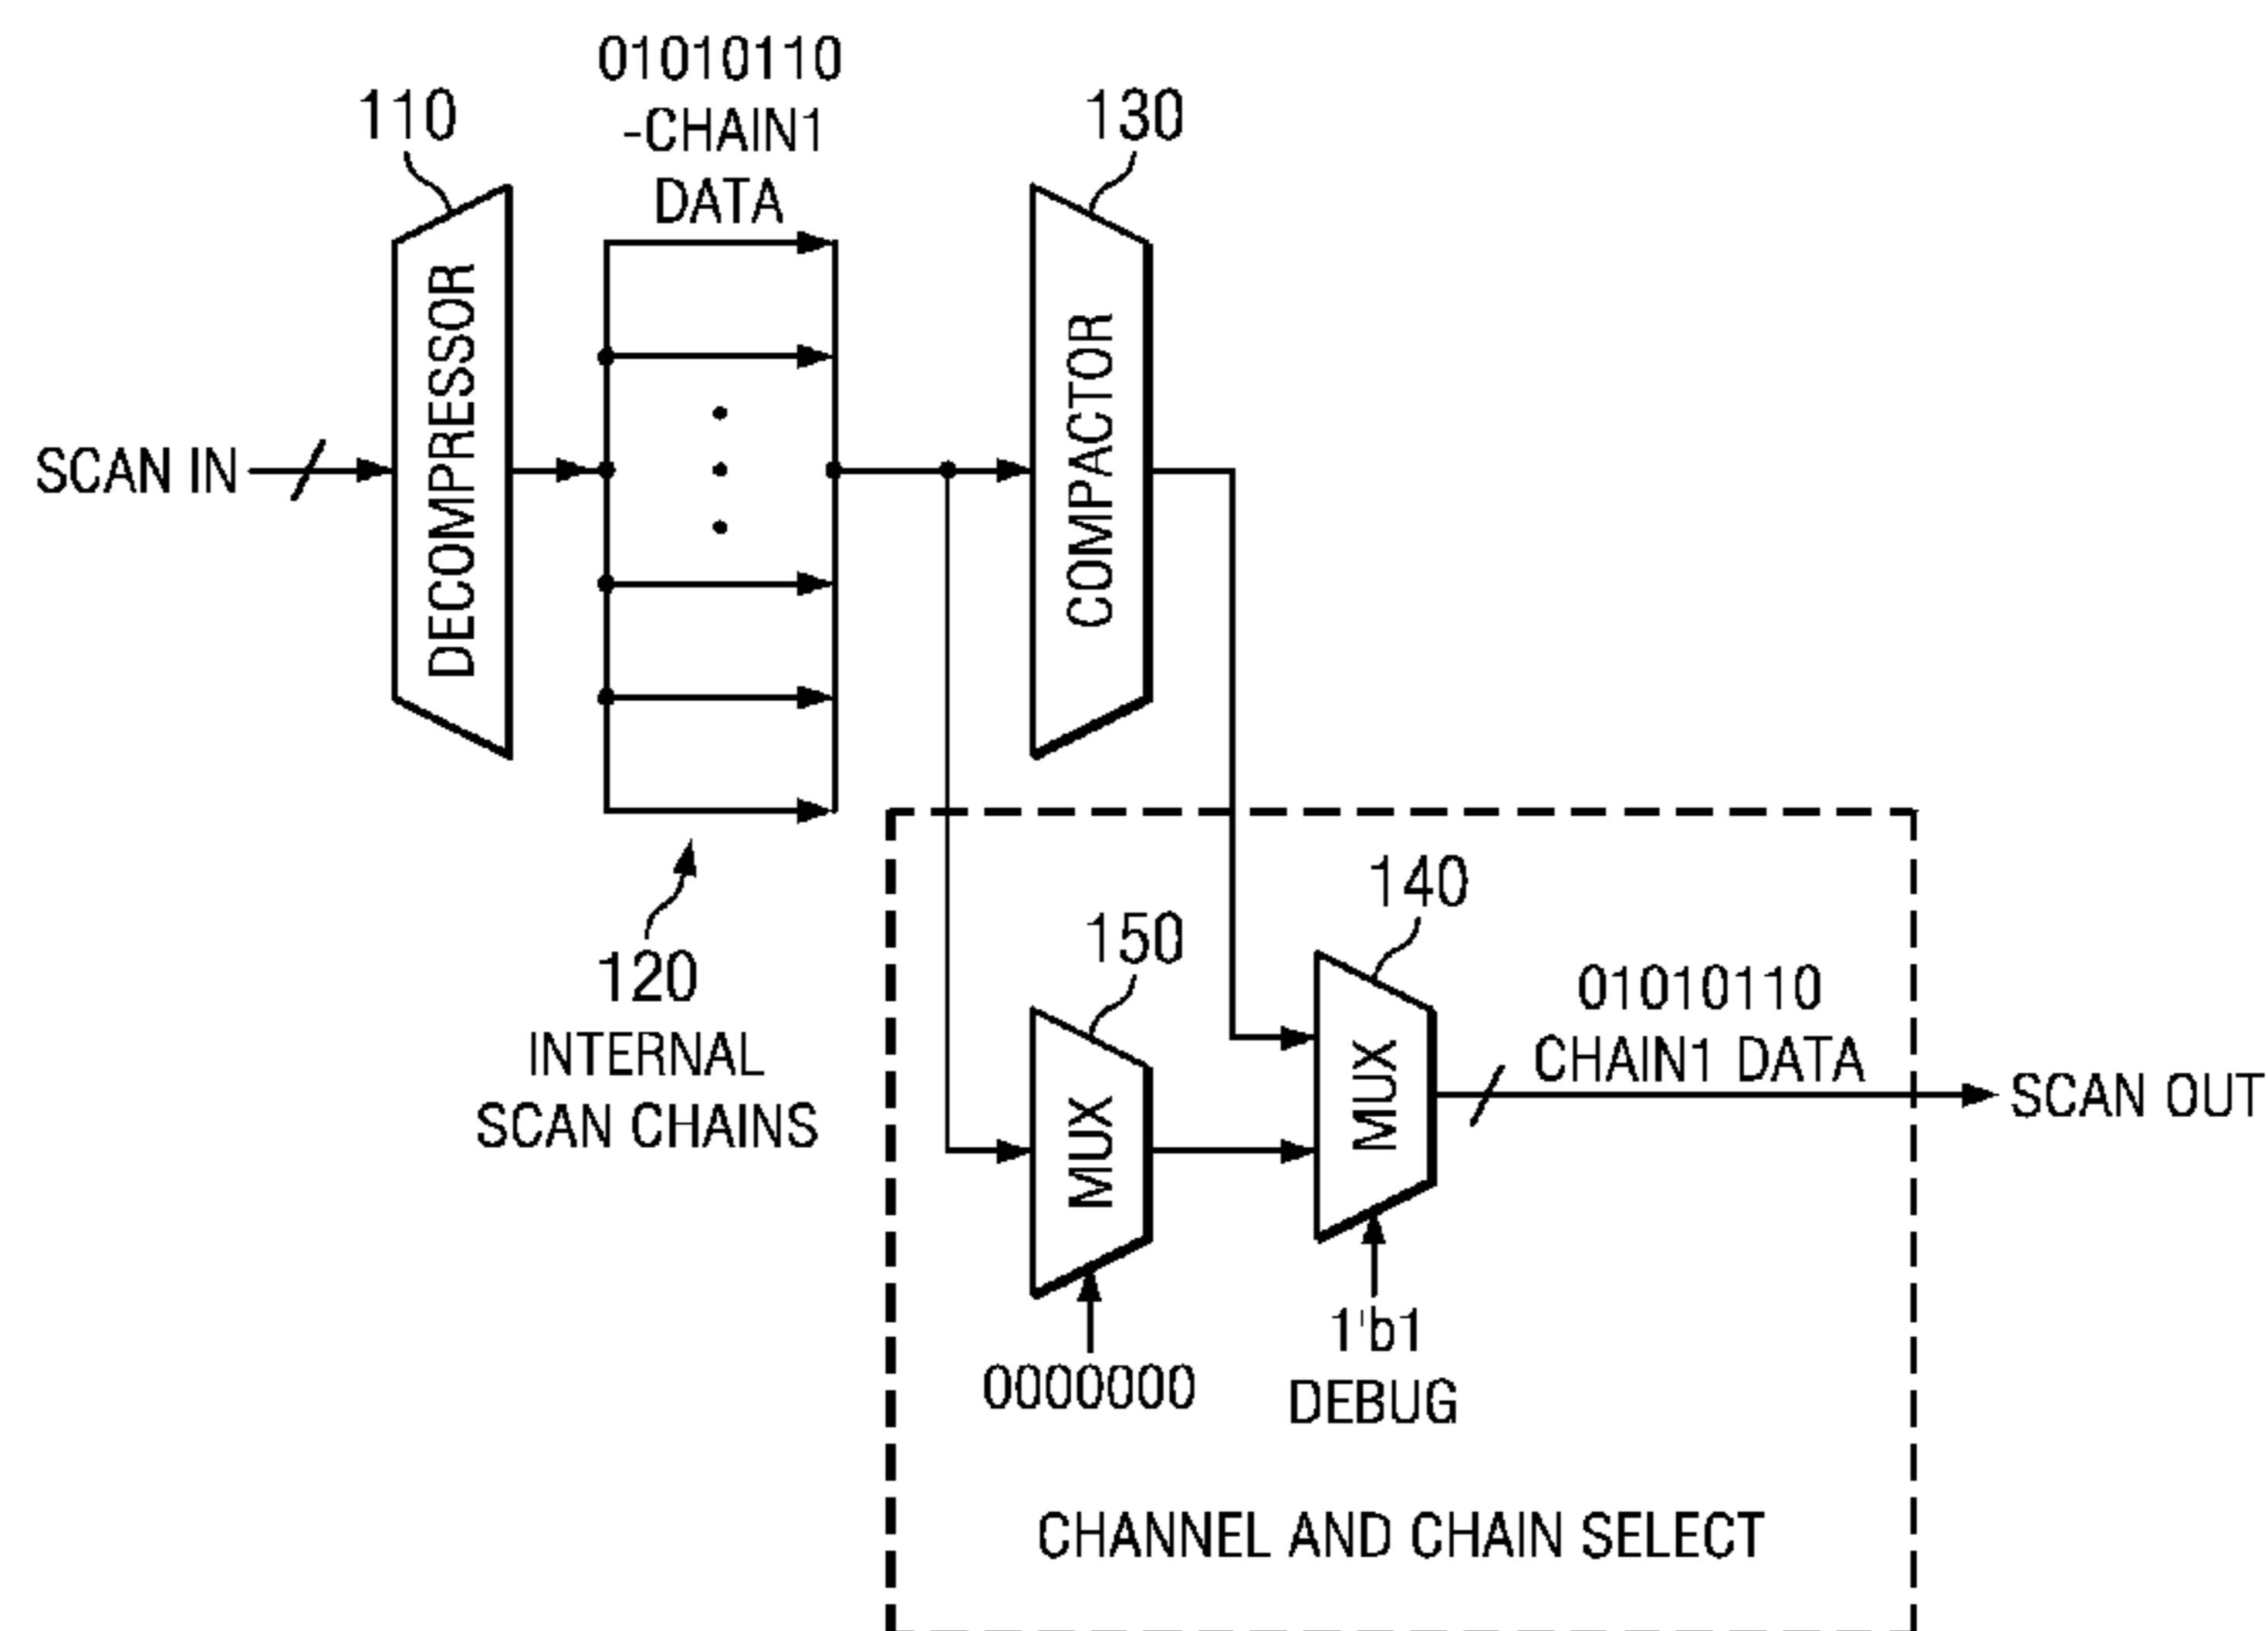 01010110
-CHAIN1
DATA
110
130
DECOMPRESSOR
COMPACTOR
SCAN IN
120
INTERNAL
SCAN CHAINS
150
140
MUX
MUX
01010110
CHAIN1 DATA
SCAN OUT
0000000
1'b1
DEBUG
CHANNEL AND CHAIN SELECT